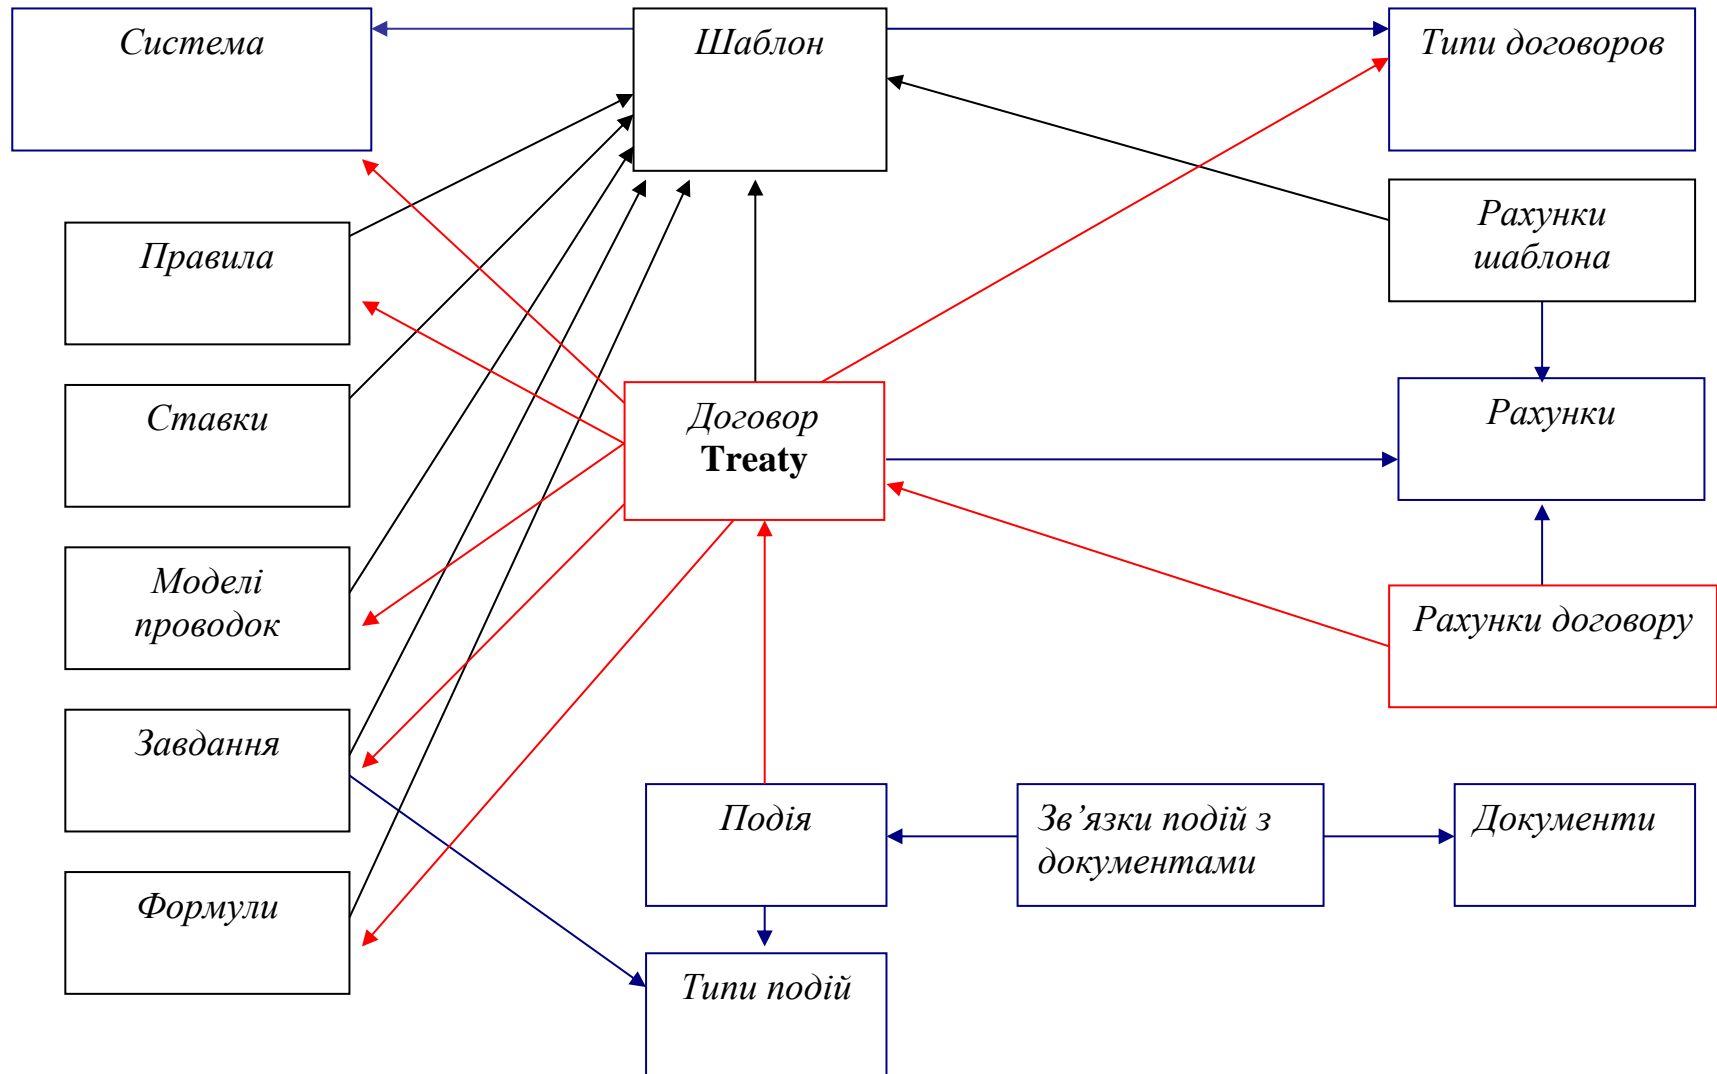 Система
Шаблон
Типи договоров
Рахунки
шаблона
Правила
Ставки
Договор
Treaty
Рахунки
Моделі
проводок
Рахунки договору
Завдання
Подія
Зв’язки подій з
документами
Документи
Формули
Типи подій